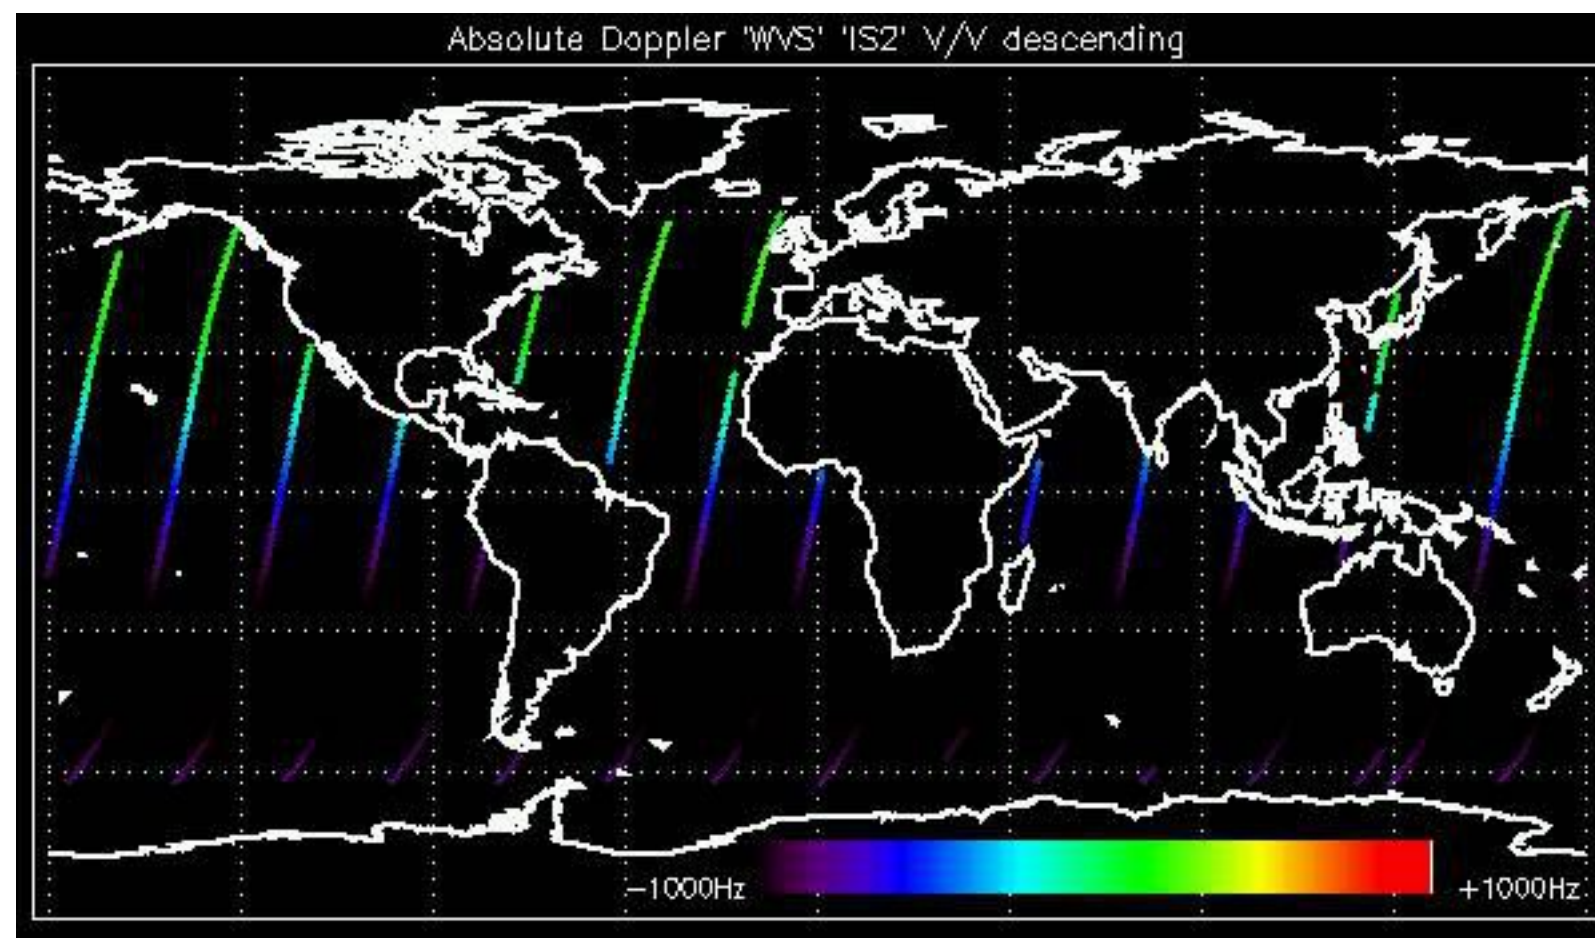 Absolute Doppler 'WVS' 'IS2' V/V descending
-1000Hz
+1000Hz